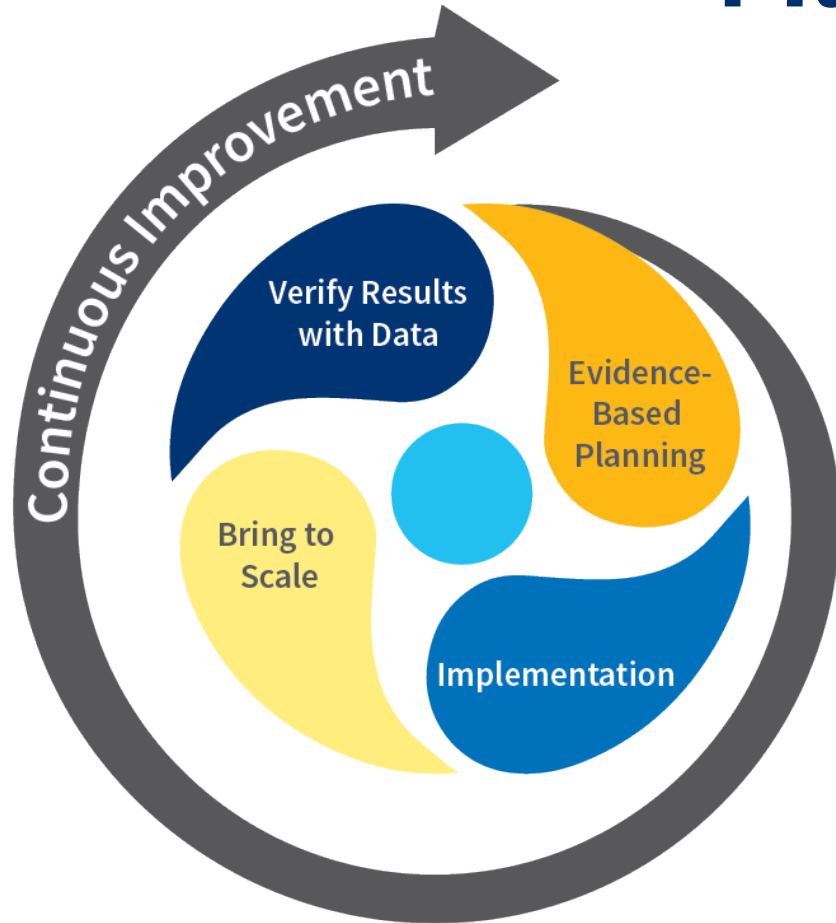 Continuous Improvement
Verify Results
with Data
Evidence-
Based
Planning
Bring to
Scale
Implementation